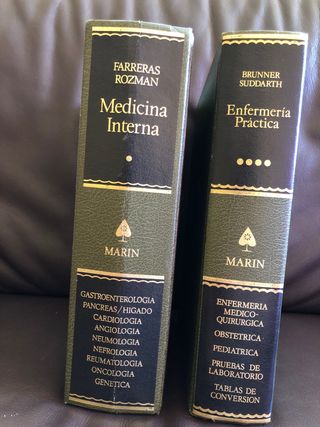 FARRERAS
ROZMAN
Medicina
Interna
MARIN
GASTROENTEROLOGIA
PANCREAS/HIGADO
CARDIOLOGIA
ANGIOLOGIA
NEUMOLOGIA
NEFROLOGIA
REUMATOLOGIA
ONCOLOGIA
GENETICA
BRUNNER
SUDDARTH
Enfermería
Práctica
MARIN
ENFERMERIA
MEDICO-
QUIRURGICA
OBSTETRICA
PEDIATRICA
PRUEBAS DE
LABORATORIO
TABLAS DE
CONVERSION